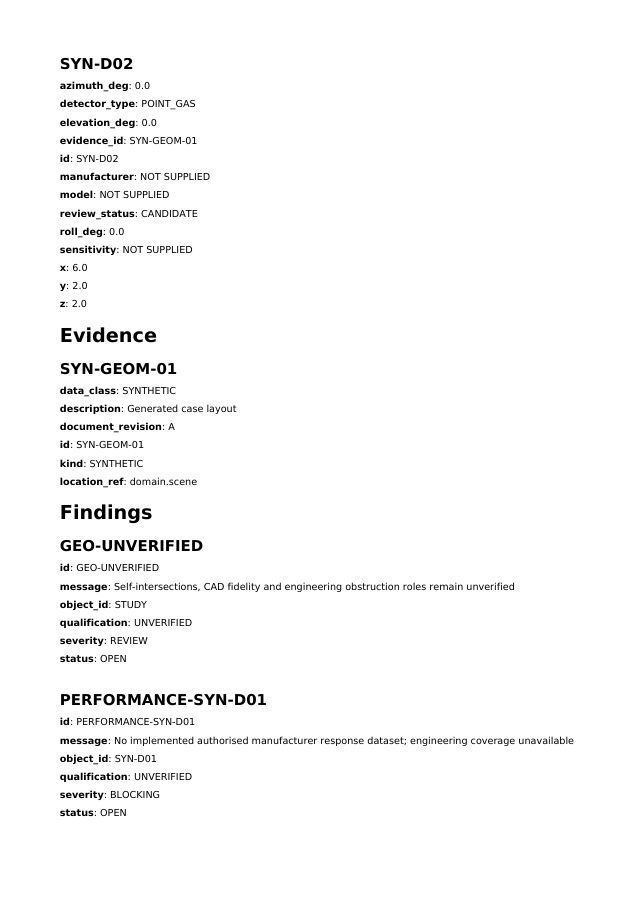 SYN-D02
azimuth_deg: 0.0
detector_type: POINT_GAS
elevation_deg: 0.0
evidence_id: SYN-GEOM-01
id: SYN-D02
manufacturer: NOT SUPPLIED
model: NOT SUPPLIED
review_status: CANDIDATE
roll_deg: 0.0
sensitivity: NOT SUPPLIED
x: 6.0
y: 2.0
z: 2.0
Evidence
SYN-GEOM-01
data_class: SYNTHETIC
description: Generated case layout
document_revision: A
id: SYN-GEOM-01
kind: SYNTHETIC
location_ref: domain.scene
Findings
GEO-UNVERIFIED
id: GEO-UNVERIFIED
message: Self-intersections, CAD fidelity and engineering obstruction roles remain unverified
object_id: STUDY
qualification: UNVERIFIED
severity: REVIEW
status: OPEN
PERFORMANCE-SYN-D01
id: PERFORMANCE-SYN-D01
message: No implemented authorised manufacturer response dataset; engineering coverage unavailable
object_id: SYN-D01
qualification: UNVERIFIED
severity: BLOCKING
status: OPEN